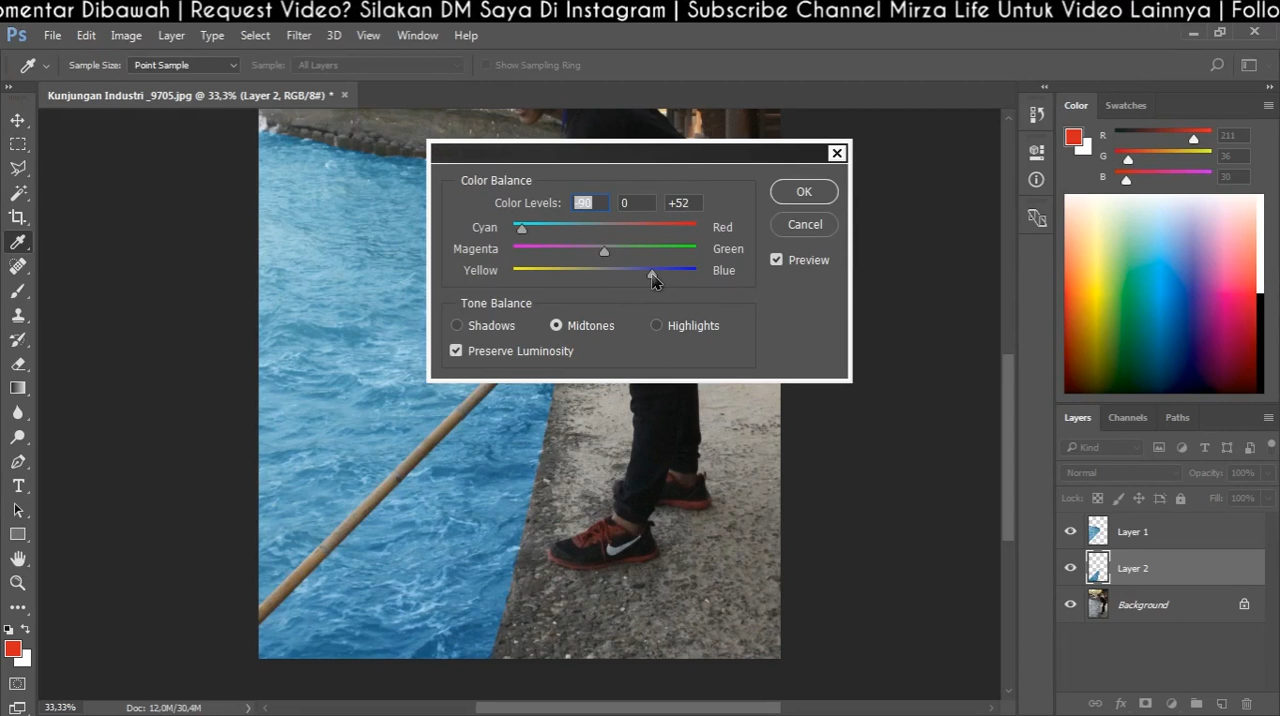 omentar Dibawah | Request Video? Silakan DM Saya Di Instagram | Subscribe Channel Mirza Life Untuk Video Lainnya | Follo
Ps File Edit Image Layer Type Select Filter 3D View Window Help
Sample Size: Point Sample Sample: All Layers Show Sampling Ring
Kunjungan Industri _9705.jpg @ 33,3% (Layer 2, RGB/8#) *
Color Swatches
R 211
G 36
B 30
Color Balance
Color Levels: -90 0 +52
Cyan Red
Magenta Green
Yellow Blue
OK
Cancel
Preview
Tone Balance
Shadows Midtones Highlights
Preserve Luminosity
Layers Channels Paths
Kind
Normal Opacity: 100%
Lock: Fill: 100%
Layer 1
Layer 2
Background
33,33% Doc: 12,0M/30,4M